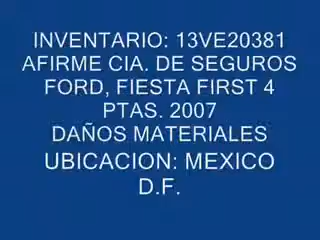 INVENTARIO: 13VE20381
AFIRME CIA. DE SEGUROS
FORD, FIESTA FIRST 4
PTAS. 2007
DAÑOS MATERIALES
UBICACION: MEXICO
D.F.